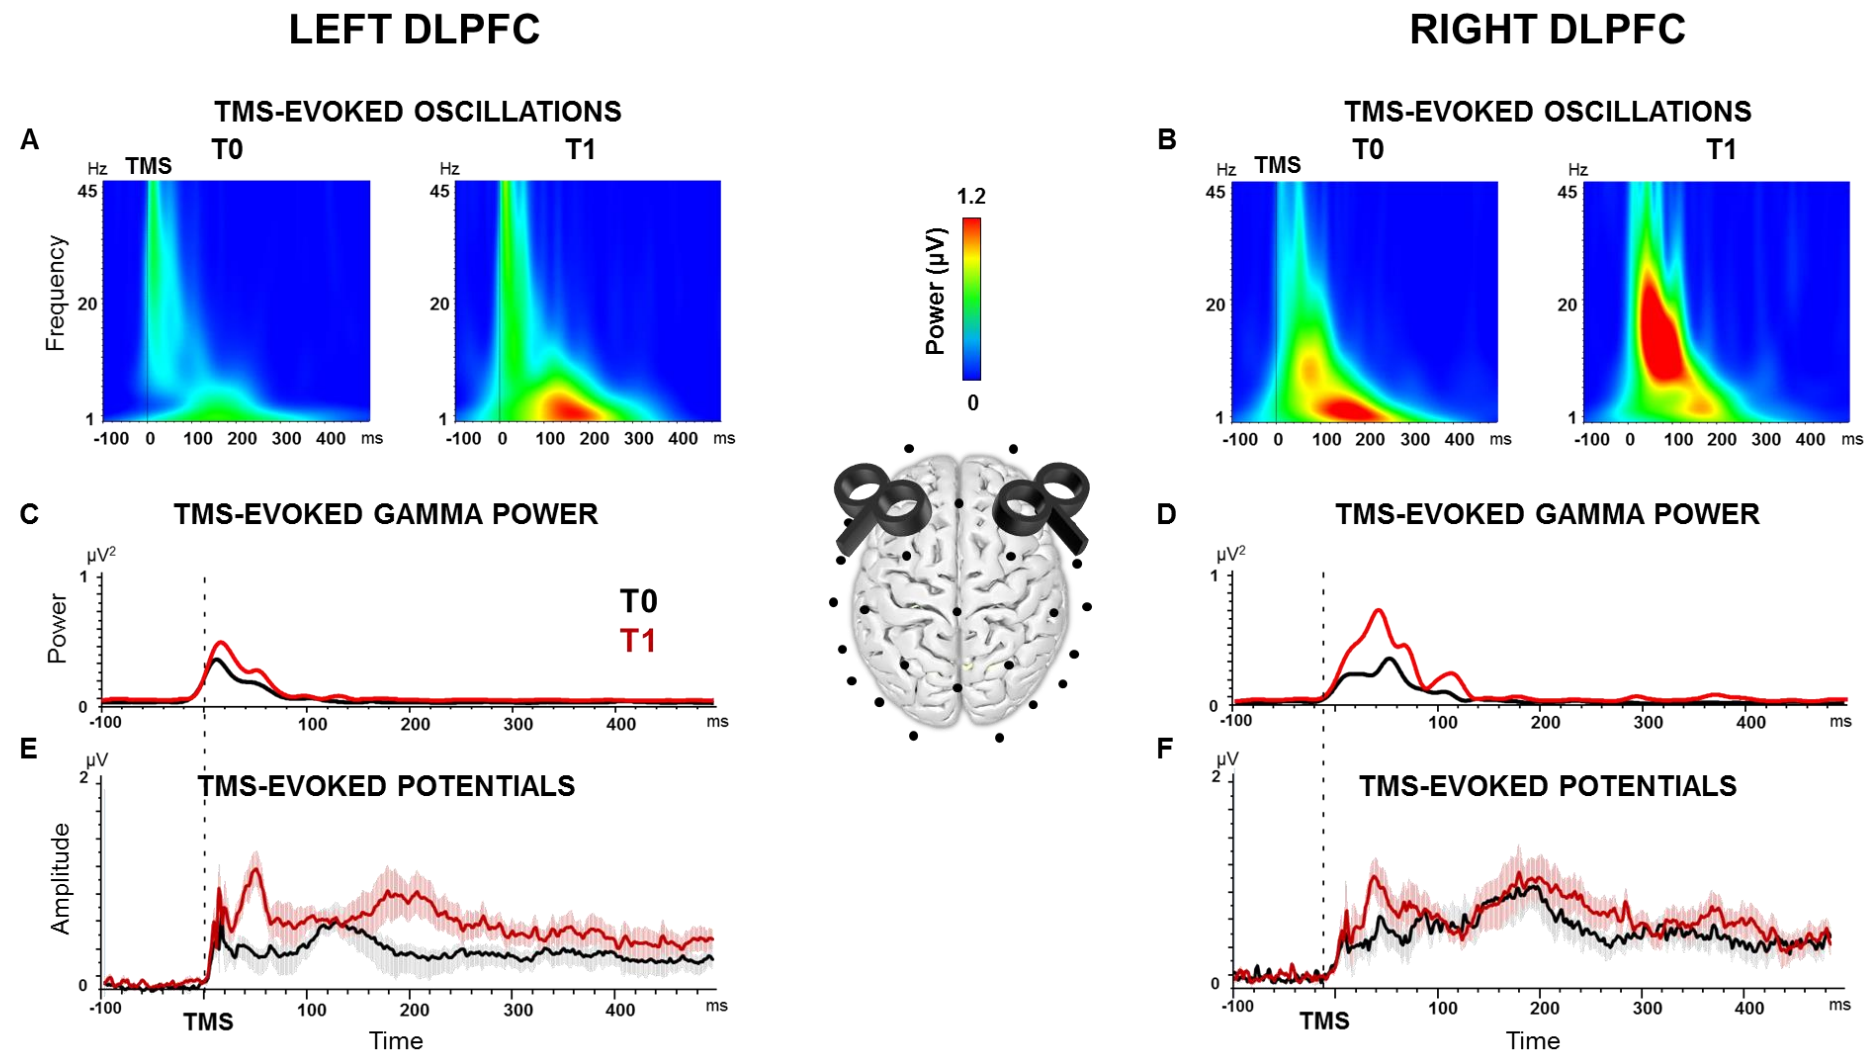 LEFT DLPFC
RIGHT DLPFC
TMS-EVOKED OSCILLATIONS
A
T0
T1
Hz
TMS
Hz
45
20
1
Frequency
-100 0 100 200 300 400 ms
45
20
1
-100 0 100 200 300 400 ms
1.2
Power (µV)
0
TMS-EVOKED OSCILLATIONS
B
T0
T1
Hz
TMS
Hz
45
20
1
-100 0 100 200 300 400 ms
45
20
1
-100 0 100 200 300 400 ms
C
TMS-EVOKED GAMMA POWER
µV2
1
Power
0
T0
T1
-100 100 200 300 400 ms
D
TMS-EVOKED GAMMA POWER
µV2
1
0
-100 100 200 300 400 ms
E
µV
TMS-EVOKED POTENTIALS
2
Amplitude
0
-100 100 200 300 400 ms
TMS
Time
F
µV
TMS-EVOKED POTENTIALS
2
0
-100 100 200 300 400 ms
TMS
Time